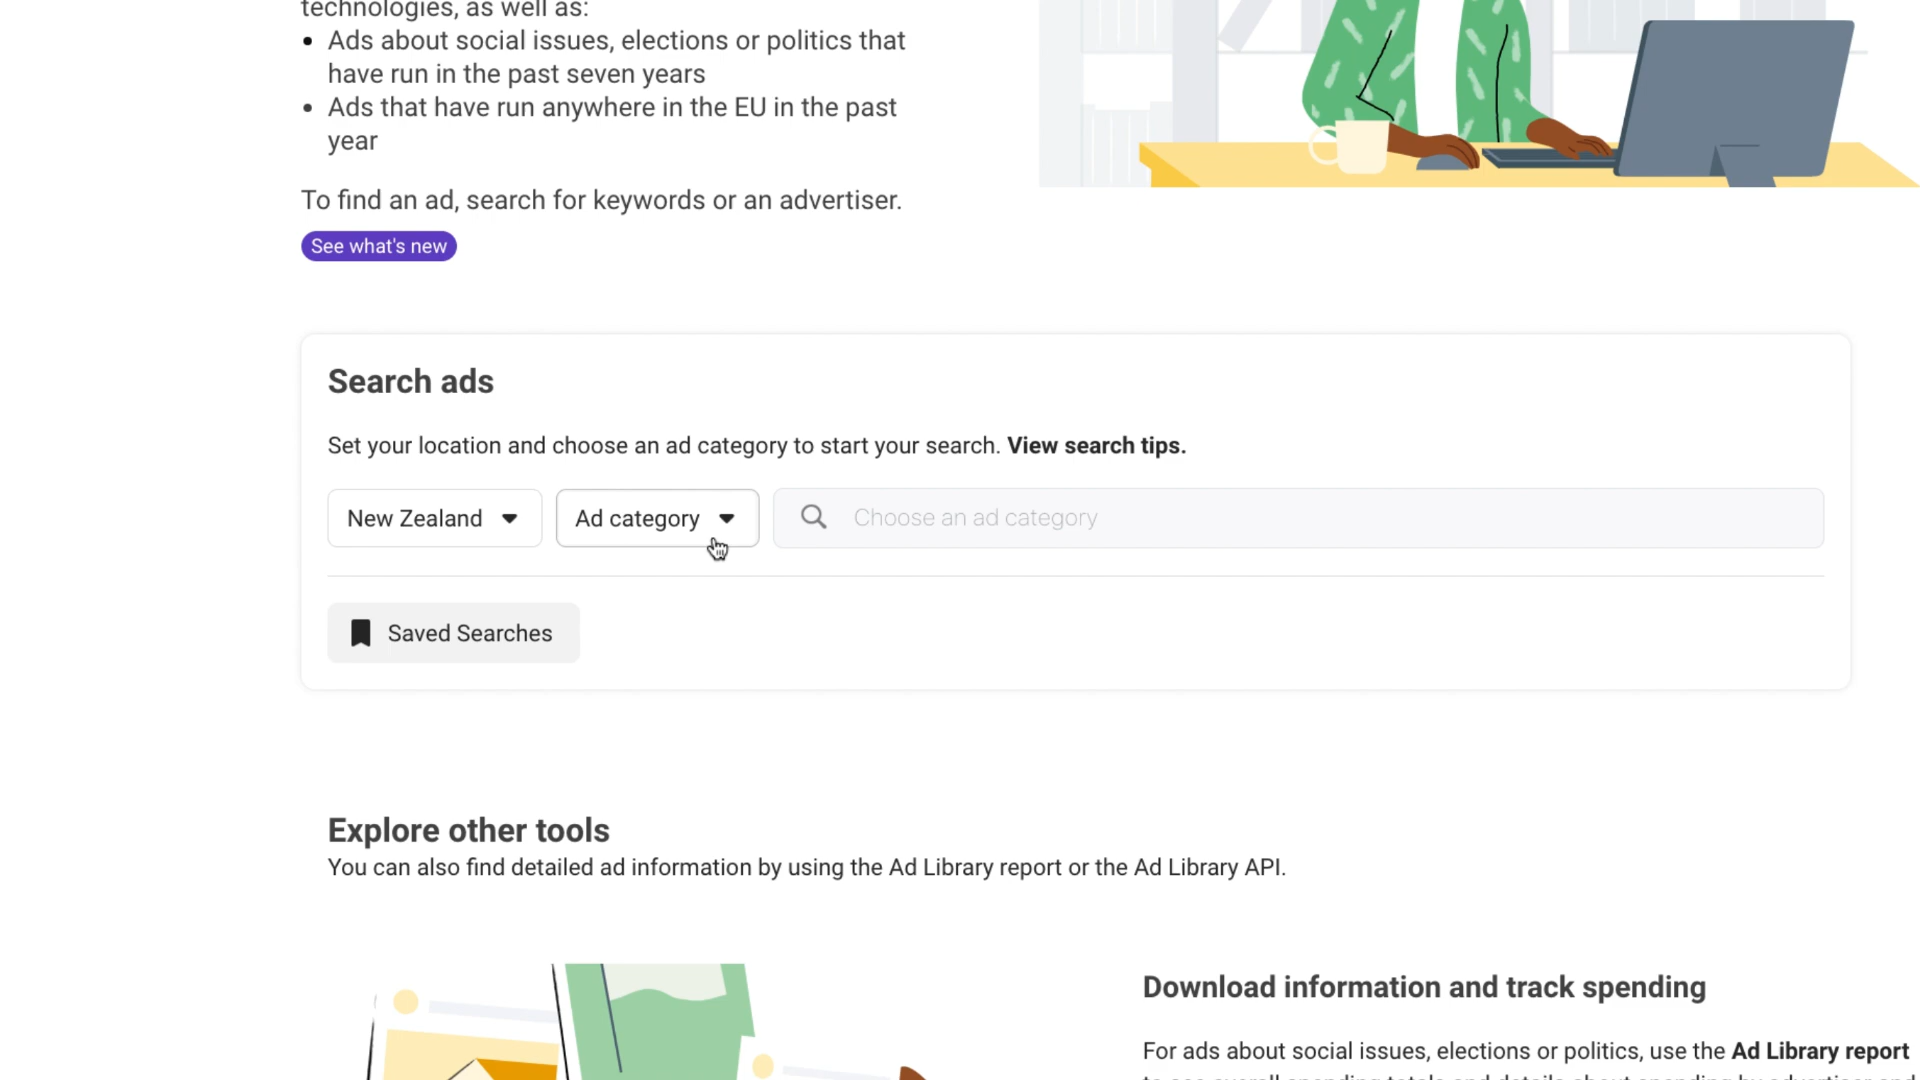 technologies, as well as:
• Ads about social issues, elections or politics that
have run in the past seven years
• Ads that have run anywhere in the EU in the past
year
To find an ad, search for keywords or an advertiser.
See what's new
Search ads
Set your location and choose an ad category to start your search. View search tips.
New Zealand
Ad category
Choose an ad category
Saved Searches
Explore other tools
You can also find detailed ad information by using the Ad Library report or the Ad Library API.
Download information and track spending
For ads about social issues, elections or politics, use the Ad Library report